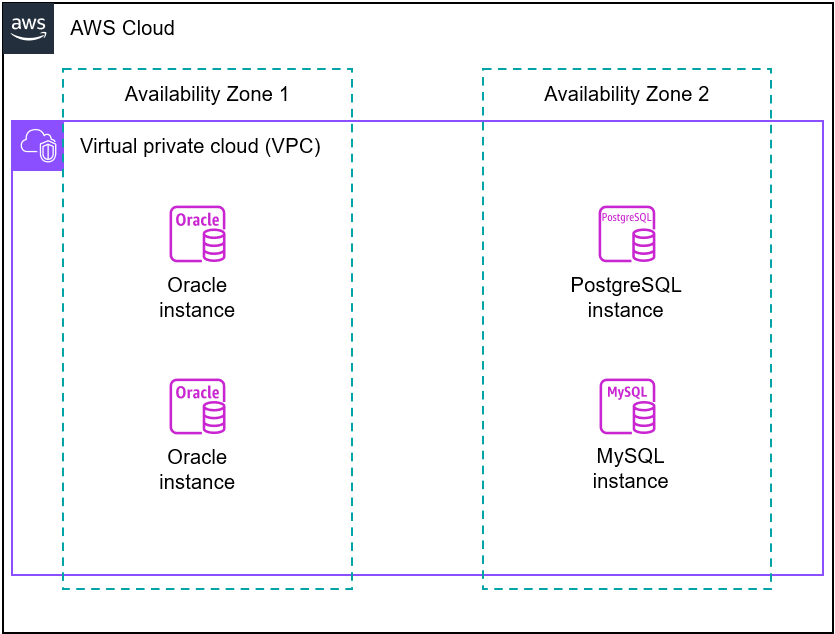 aws
AWS Cloud
Availability Zone 1
Availability Zone 2
Virtual private cloud (VPC)
Oracle
Oracle
instance
PostgreSQL
PostgreSQL
instance
Oracle
Oracle
instance
MySQL
MySQL
instance